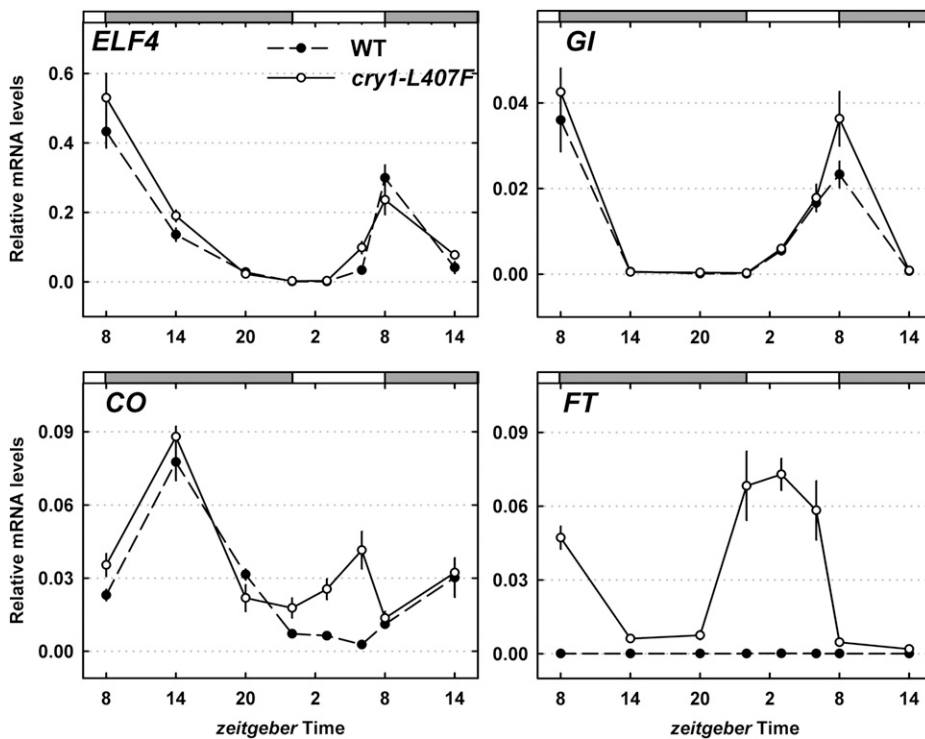 ELF4
WT
cry1-L407F
Relative mRNA levels
0.6
0.4
0.2
0.0
8 14 20 2 8 14
GI
0.04
0.02
0.00
8 14 20 2 8 14
CO
Relative mRNA levels
0.09
0.06
0.03
0.00
8 14 20 2 8 14
zeitgeber Time
FT
0.09
0.06
0.03
0.00
8 14 20 2 8 14
zeitgeber Time